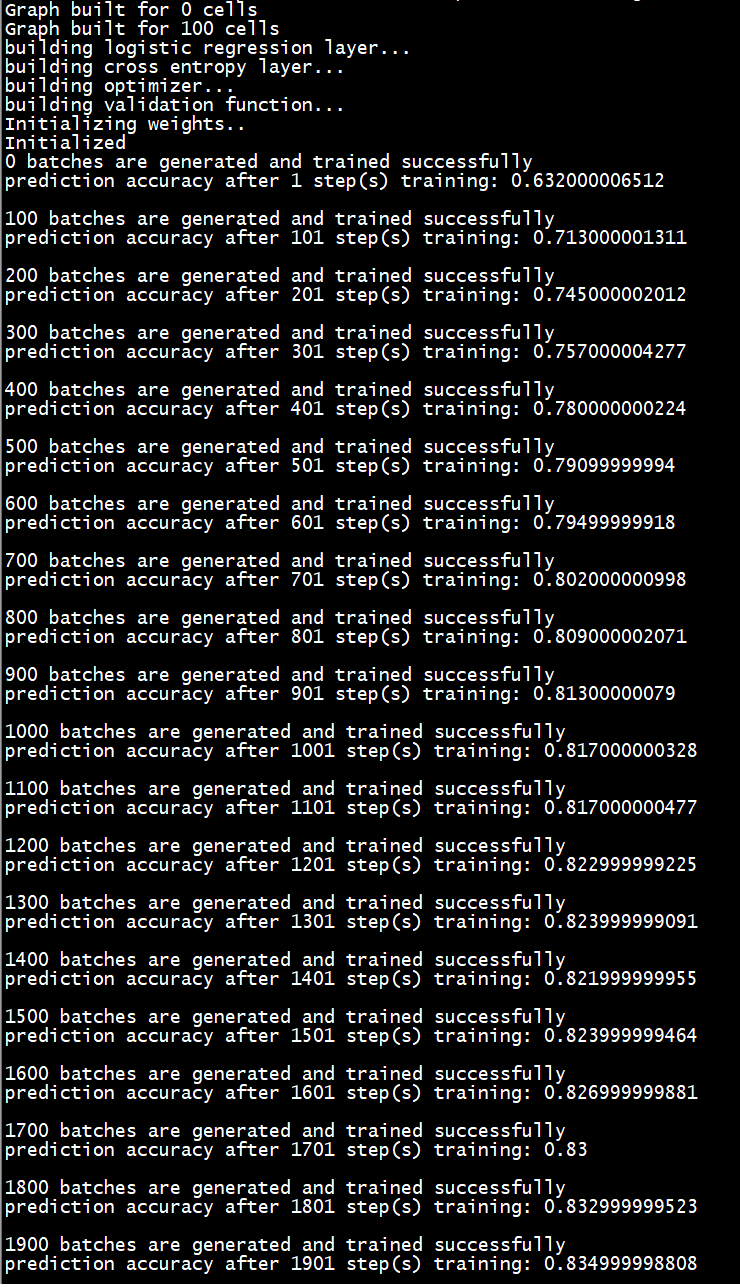 Graph built for 0 cells
Graph built for 100 cells
building logistic regression layer...
building cross entropy layer...
building optimizer...
building validation function...
Initializing weights..
Initialized
0 batches are generated and trained successfully
prediction accuracy after 1 step(s) training: 0.632000006512
100 batches are generated and trained successfully
prediction accuracy after 101 step(s) training: 0.713000001311
200 batches are generated and trained successfully
prediction accuracy after 201 step(s) training: 0.745000002012
300 batches are generated and trained successfully
prediction accuracy after 301 step(s) training: 0.757000004277
400 batches are generated and trained successfully
prediction accuracy after 401 step(s) training: 0.780000000224
500 batches are generated and trained successfully
prediction accuracy after 501 step(s) training: 0.79099999994
600 batches are generated and trained successfully
prediction accuracy after 601 step(s) training: 0.79499999918
700 batches are generated and trained successfully
prediction accuracy after 701 step(s) training: 0.802000000998
800 batches are generated and trained successfully
prediction accuracy after 801 step(s) training: 0.809000002071
900 batches are generated and trained successfully
prediction accuracy after 901 step(s) training: 0.81300000079
1000 batches are generated and trained successfully
prediction accuracy after 1001 step(s) training: 0.817000000328
1100 batches are generated and trained successfully
prediction accuracy after 1101 step(s) training: 0.817000000477
1200 batches are generated and trained successfully
prediction accuracy after 1201 step(s) training: 0.822999999225
1300 batches are generated and trained successfully
prediction accuracy after 1301 step(s) training: 0.823999999091
1400 batches are generated and trained successfully
prediction accuracy after 1401 step(s) training: 0.821999999955
1500 batches are generated and trained successfully
prediction accuracy after 1501 step(s) training: 0.823999999464
1600 batches are generated and trained successfully
prediction accuracy after 1601 step(s) training: 0.826999999881
1700 batches are generated and trained successfully
prediction accuracy after 1701 step(s) training: 0.83
1800 batches are generated and trained successfully
prediction accuracy after 1801 step(s) training: 0.832999999523
1900 batches are generated and trained successfully
prediction accuracy after 1901 step(s) training: 0.834999998808